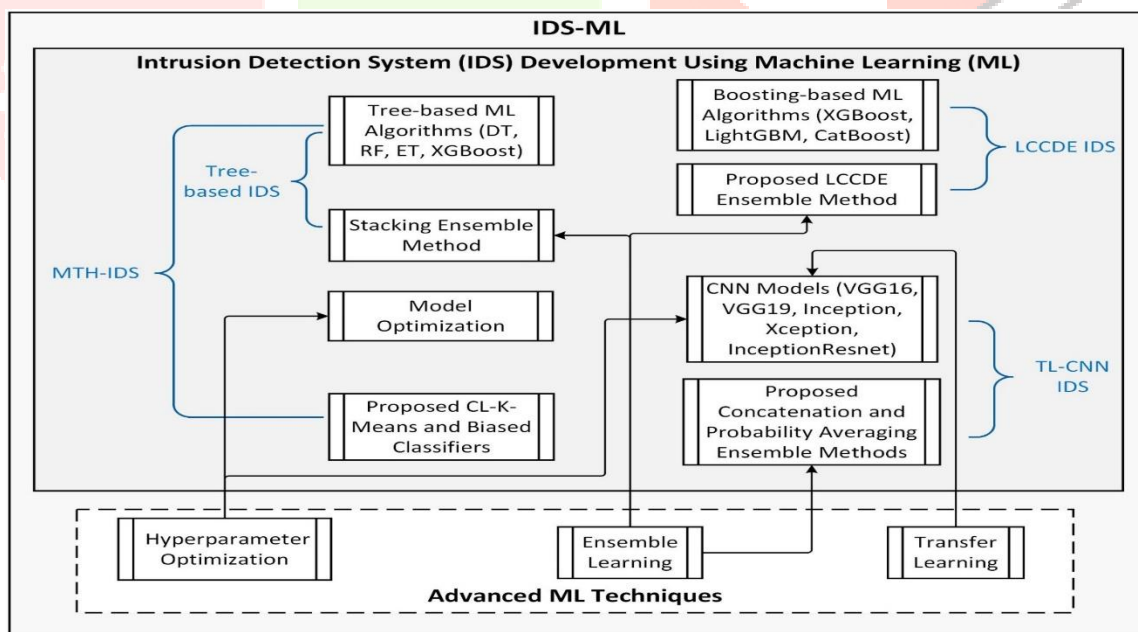 IDS-ML
Intrusion Detection System (IDS) Development Using Machine Learning (ML)
Tree-based ML
Algorithms (DT,
RF, ET, XGBoost)
Tree-
based IDS
Stacking Ensemble
Method
MTH-IDS
Model
Optimization
Proposed CL-K-
Means and Biased
Classifiers
Boosting-based ML
Algorithms (XGBoost,
LightGBM, CatBoost)
LCCDE IDS
Proposed LCCDE
Ensemble Method
CNN Models (VGG16,
VGG19, Inception,
Xception,
InceptionResnet)
TL-CNN
IDS
Proposed
Concatenation and
Probability Averaging
Ensemble Methods
Hyperparameter
Optimization
Ensemble
Learning
Transfer
Learning
Advanced ML Techniques